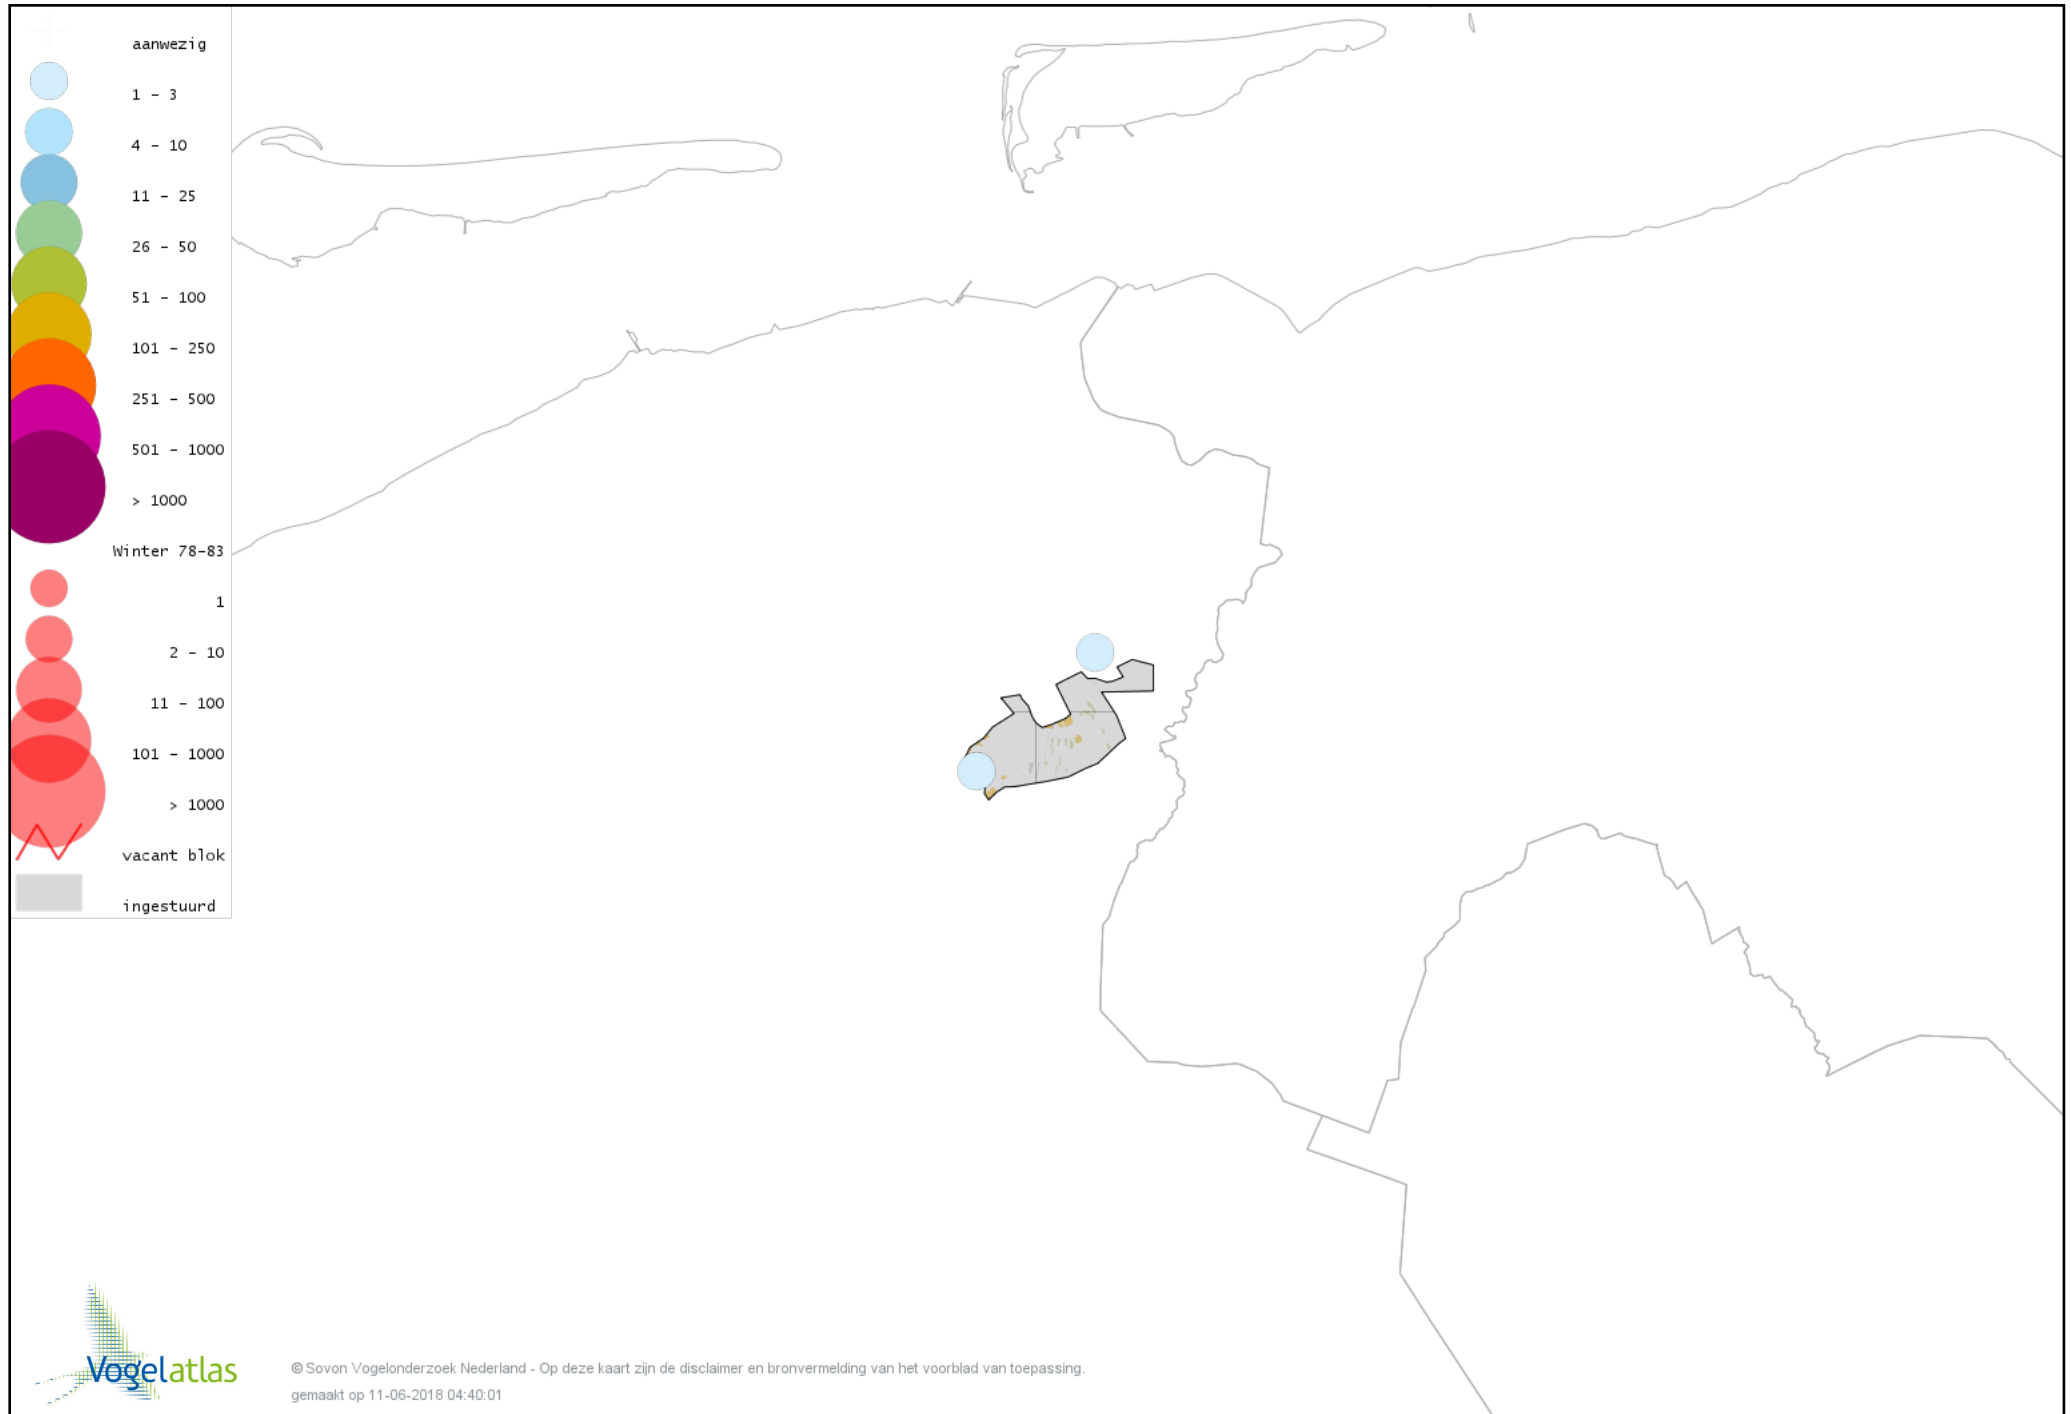 aanwezig
1 - 3
4 - 10
11 - 25
26 - 50
51 - 100
101 - 250
251 - 500
501 - 1000
> 1000
Winter 78-83
1
2 - 10
11 - 100
101 - 1000
> 1000
vacant blok
ingestuurd
Vogelatlas
© Sovon Vogelonderzoek Nederland - Op deze kaart zijn de disclaimer en bronvermelding van het voorblad van toepassing.
gemaakt op 11-06-2018 04:40:01